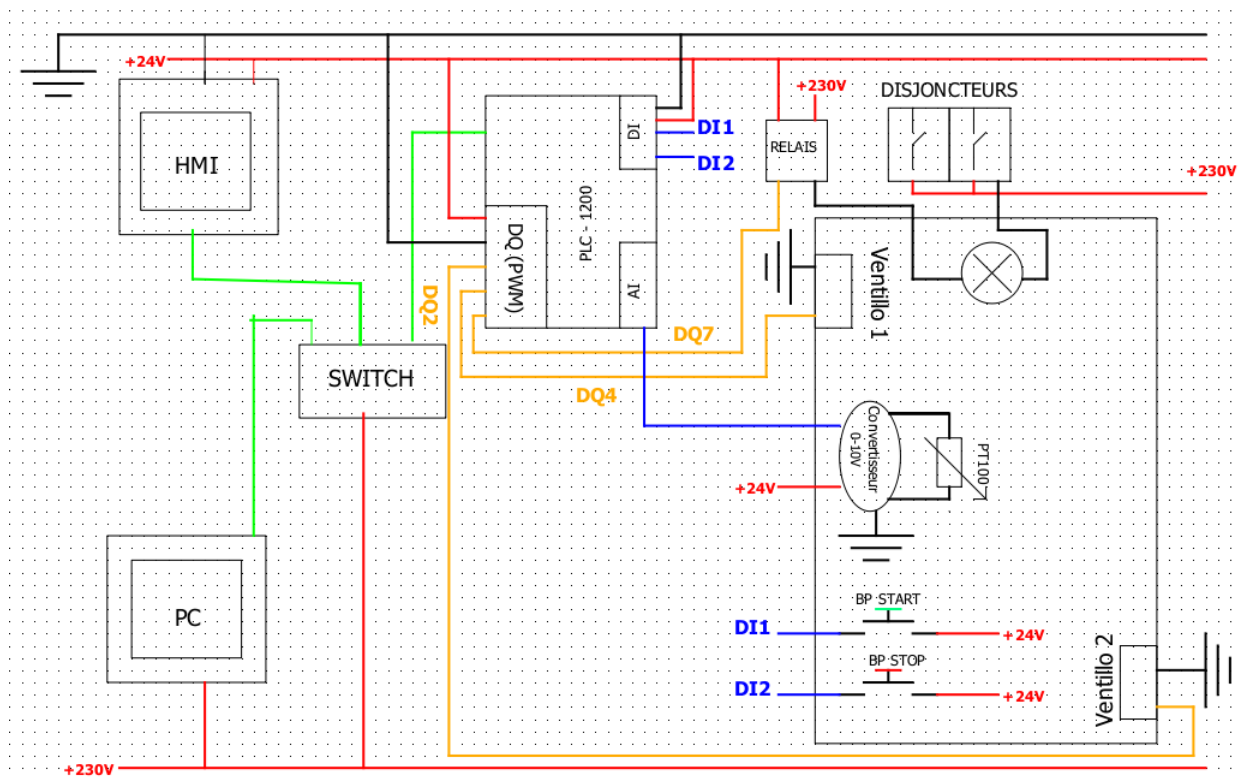 +24V
+230V
DISJONCTEURS
HMI
DI
DI1
DI2
RELAIS
+230V
PLC - 1200
DQ (PWM)
AI
DQ2
Ventillo 1
DQ7
SWITCH
DQ4
Convertisseur
0-10V
PT100
+24V
PC
BP START
DI1
+24V
BP STOP
DI2
+24V
Ventillo 2
+230V